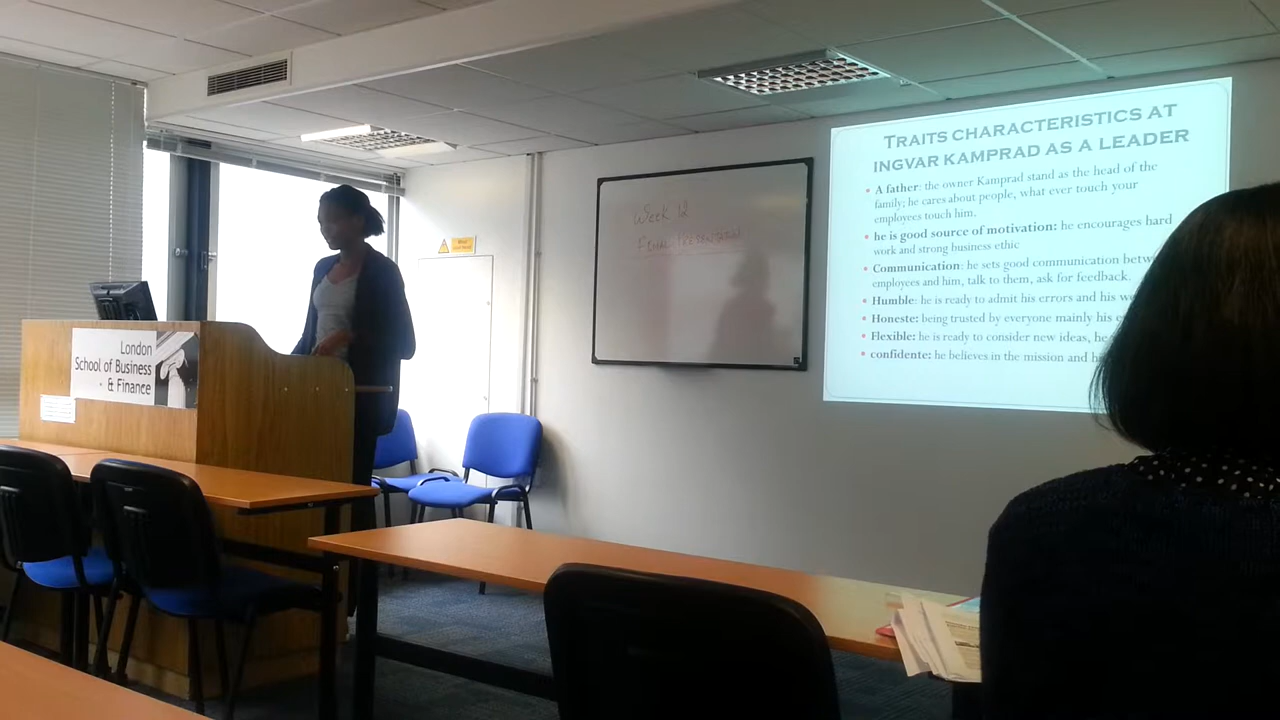 London
School of Business
& Finance
Week 12
Final Presentation
TRAITS CHARACTERISTICS AT
INGVAR KAMPRAD AS A LEADER
• A father: the owner Kamprad stand as the head of the
family; he cares about people, what ever touch your
employees touch him.
• he is good source of motivation: he encourages hard
work and strong business ethic
• Communication: he sets good communication
employees and him, talk to them, ask for feedback.
• Humble: he is ready to admit his errors and his
• Honeste: being trusted by everyone mainly his
• Flexible: he is ready to consider new ideas, he
• confidente: he believes in the mission and